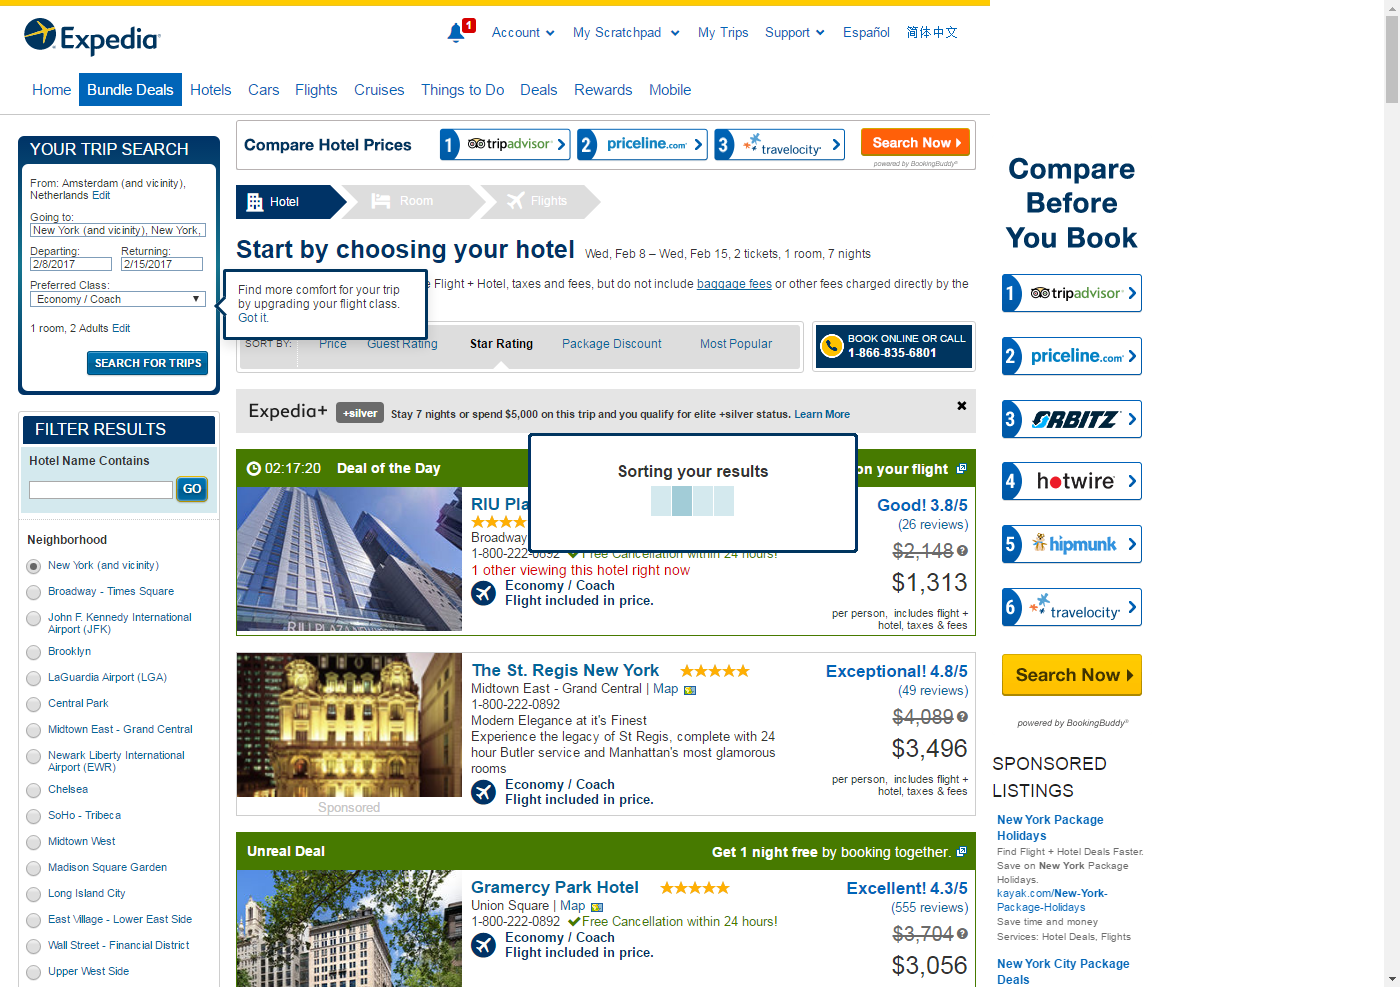 Expedia
1
Account
My Scratchpad
My Trips
Support
Español
简体中文
Home
Bundle Deals
Hotels
Cars
Flights
Cruises
Things to Do
Deals
Rewards
Mobile
YOUR TRIP SEARCH
From: Amsterdam (and vicinity),
Netherlands Edit
Going to:
New York (and vicinity), New York,
Departing: Returning:
2/8/2017 2/15/2017
Preferred Class:
Economy / Coach
1 room, 2 Adults Edit
SEARCH FOR TRIPS
Find more comfort for your trip
by upgrading your flight class.
Got it.
FILTER RESULTS
Hotel Name Contains
GO
Neighborhood
New York (and vicinity)
Broadway - Times Square
John F. Kennedy International
Airport (JFK)
Brooklyn
LaGuardia Airport (LGA)
Central Park
Midtown East - Grand Central
Newark Liberty International
Airport (EWR)
Chelsea
SoHo - Tribeca
Midtown West
Madison Square Garden
Long Island City
East Village - Lower East Side
Wall Street - Financial District
Upper West Side
Compare Hotel Prices
1 tripadvisor
2 priceline.com
3 travelocity
Search Now
powered by BookingBuddy
Hotel
Room
Flights
Start by choosing your hotel
Wed, Feb 8 – Wed, Feb 15, 2 tickets, 1 room, 7 nights
e Flight + Hotel, taxes and fees, but do not include baggage fees or other fees charged directly by the
SORT BY:
Price
Guest Rating
Star Rating
Package Discount
Most Popular
BOOK ONLINE OR CALL
1-866-835-6801
Expedia+ +silver Stay 7 nights or spend $5,000 on this trip and you qualify for elite +silver status. Learn More
Sorting your results
02:17:20 Deal of the Day
on your flight
RIU Pla
Broadway
1-800-222-0892 Free Cancellation within 24 hours!
1 other viewing this hotel right now
Economy / Coach
Flight included in price.
RIU PLAZA
Good! 3.8/5
(26 reviews)
$2,148
$1,313
per person, includes flight +
hotel, taxes & fees
The St. Regis New York
Midtown East - Grand Central | Map
1-800-222-0892
Modern Elegance at it's Finest
Experience the legacy of St Regis, complete with 24
hour Butler service and Manhattan's most glamorous
rooms
Economy / Coach
Flight included in price.
Sponsored
Exceptional! 4.8/5
(49 reviews)
$4,089
$3,496
per person, includes flight +
hotel, taxes & fees
Unreal Deal
Get 1 night free by booking together.
Gramercy Park Hotel
Union Square | Map
1-800-222-0892 Free Cancellation within 24 hours!
Economy / Coach
Flight included in price.
Excellent! 4.3/5
(555 reviews)
$3,704
$3,056
Compare
Before
You Book
1 tripadvisor
2 priceline.com
3 ORBITZ
4 hotwire
5 hipmunk
6 travelocity
Search Now
powered by BookingBuddy
SPONSORED
LISTINGS
New York Package
Holidays
Find Flight + Hotel Deals Faster.
Save on New York Package
Holidays.
kayak.com/New-York-
Package-Holidays
Save time and money
Services: Hotel Deals, Flights
New York City Package
Deals